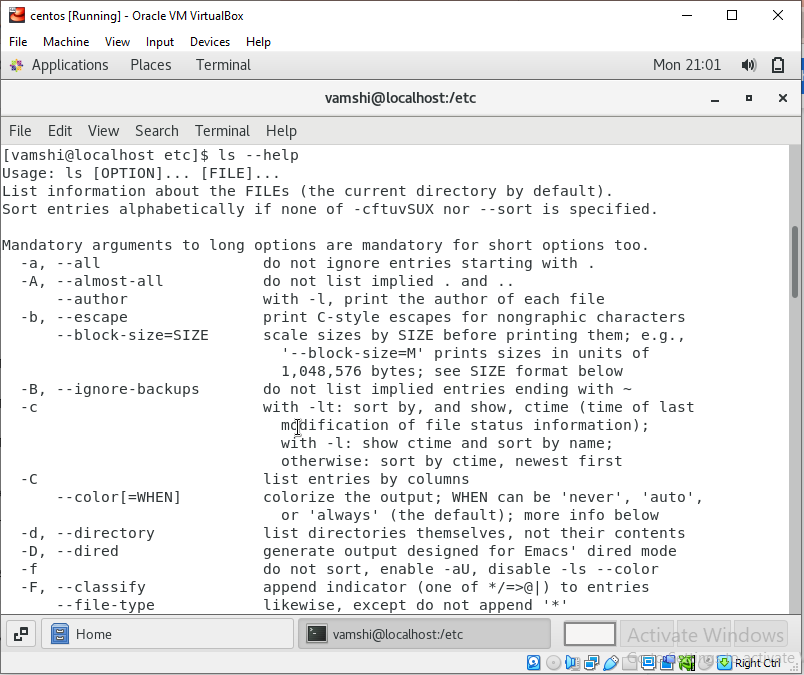 centos [Running] - Oracle VM VirtualBox
File Machine View Input Devices Help
Applications Places Terminal Mon 21:01
vamshi@localhost:/etc
File Edit View Search Terminal Help
[vamshi@localhost etc]$ ls --help
Usage: ls [OPTION]... [FILE]...
List information about the FILEs (the current directory by default).
Sort entries alphabetically if none of -cftuvSUX nor --sort is specified.
Mandatory arguments to long options are mandatory for short options too.
-a, --all do not ignore entries starting with .
-A, --almost-all do not list implied . and ..
--author with -l, print the author of each file
-b, --escape print C-style escapes for nongraphic characters
--block-size=SIZE scale sizes by SIZE before printing them; e.g.,
'--block-size=M' prints sizes in units of
1,048,576 bytes; see SIZE format below
-B, --ignore-backups do not list implied entries ending with ~
-c with -lt: sort by, and show, ctime (time of last
modification of file status information);
with -l: show ctime and sort by name;
otherwise: sort by ctime, newest first
-C list entries by columns
--color[=WHEN] colorize the output; WHEN can be 'never', 'auto',
or 'always' (the default); more info below
-d, --directory list directories themselves, not their contents
-D, --dired generate output designed for Emacs' dired mode
-f do not sort, enable -aU, disable -ls --color
-F, --classify append indicator (one of */=>@|) to entries
--file-type likewise, except do not append '*'
Home vamshi@localhost:/etc Activate Windows
Go to Settings to activate
Right Ctrl